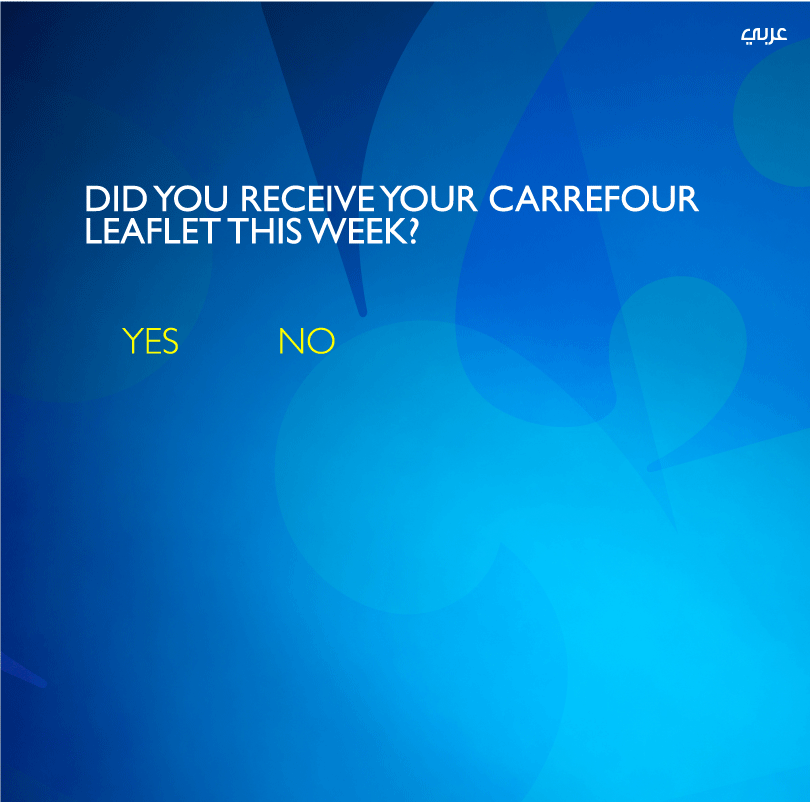 عربي
DID YOU RECEIVE YOUR CARREFOUR
LEAFLET THIS WEEK?
YES NO